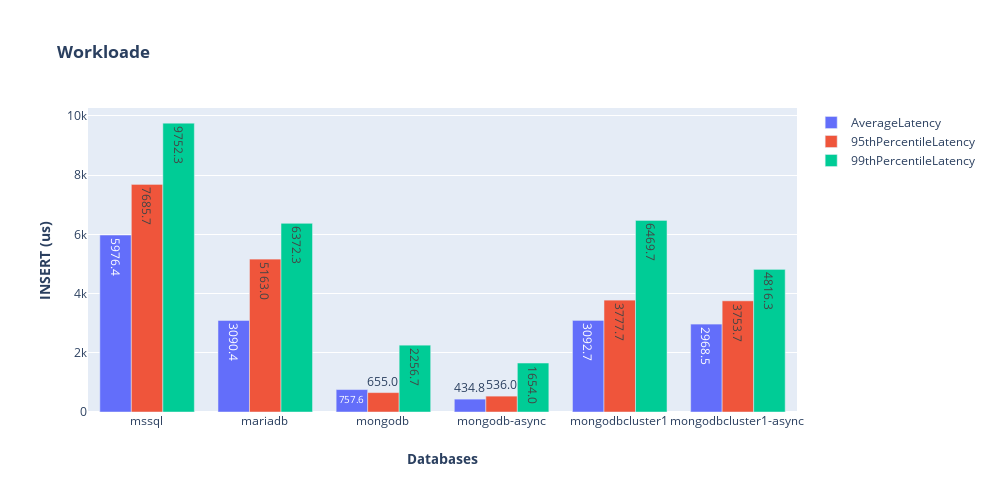 Workloade
AverageLatency
95thPercentileLatency
99thPercentileLatency
INSERT (us)
10k
8k
6k
4k
2k
0
5976.4
7685.7
9752.3
3090.4
5163.0
6372.3
757.6
655.0
2256.7
434.8
536.0
1654.0
3092.7
3777.7
6469.7
2968.5
3753.7
4816.3
mssql
mariadb
mongodb
mongodb-async
mongodbcluster1
mongodbcluster1-async
Databases